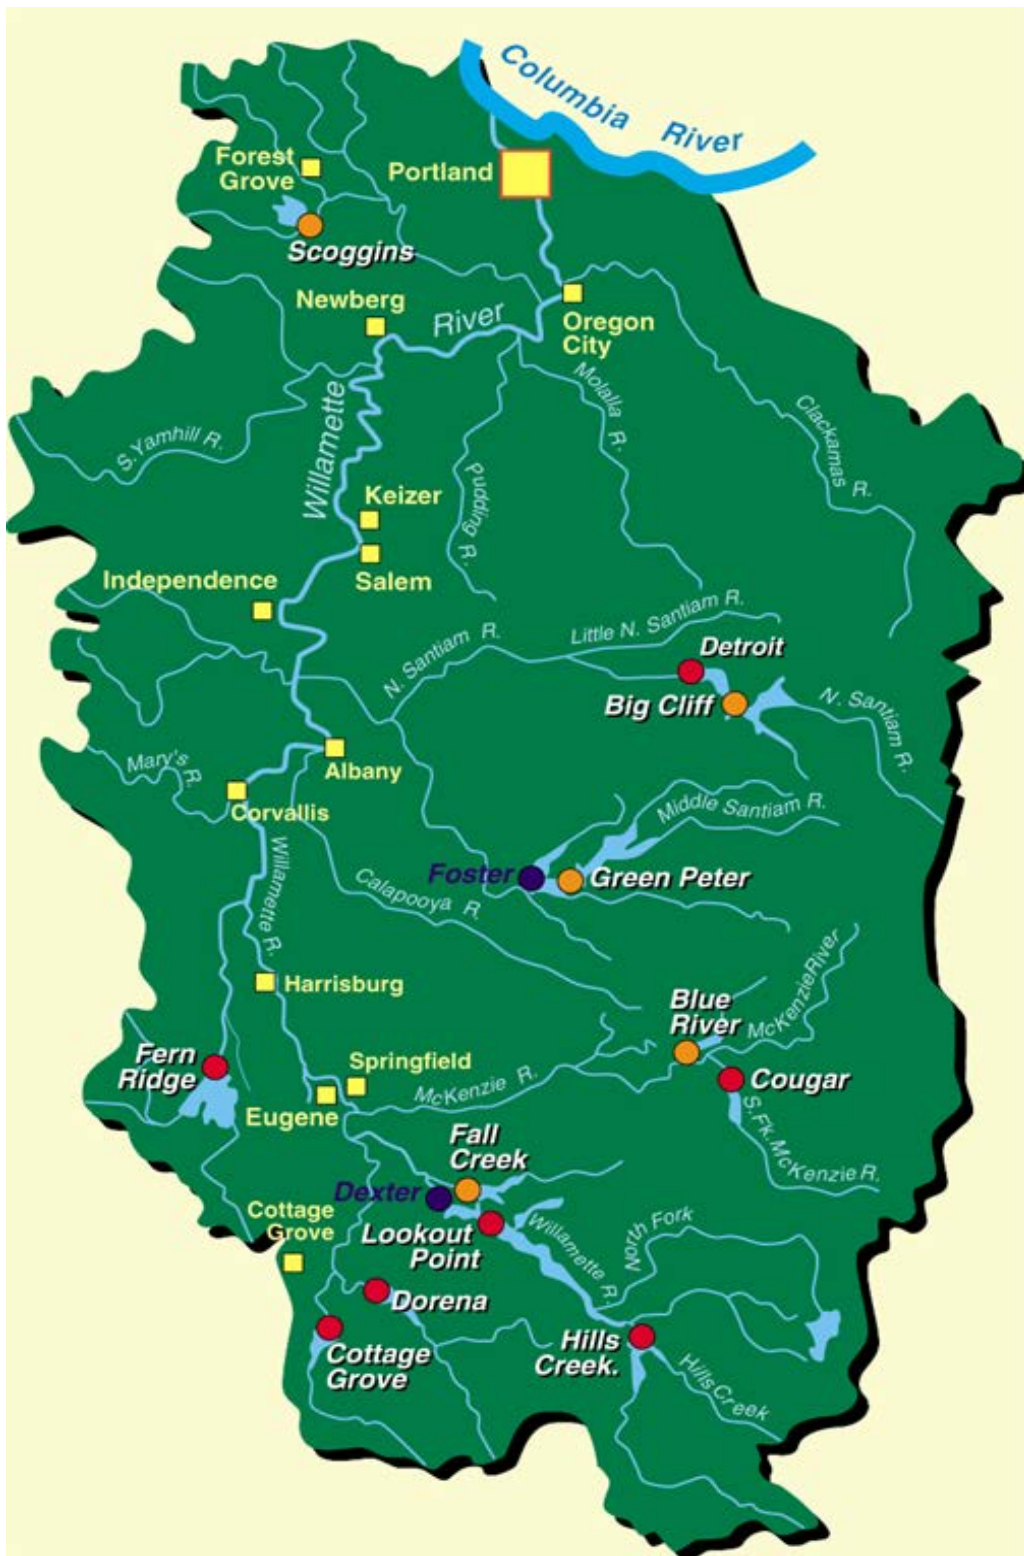 Columbia River
Forest
Grove
Portland
Scoggins
Newberg
River
Oregon
City
Willamette
Molalla R.
Clackamas R.
S.Yamhill R.
Pudding R.
Keizer
Salem
Independence
N. Santiam R.
Little N. Santiam R.
Detroit
Big Cliff
N. Santiam R.
Mary's R.
Albany
Corvallis
Middle Santiam R.
Willamette R.
Calapooya R.
Foster
Green Peter
Harrisburg
Blue
River
McKenzie River
Fern
Ridge
Springfield
Eugene
McKenzie R.
Cougar
S.Fk.McKenzie R.
Fall
Creek
Dexter
Cottage
Grove
Lookout
Point
Willamette R.
North Fork
Dorena
Cottage
Grove
Hills
Creek.
Hills Creek